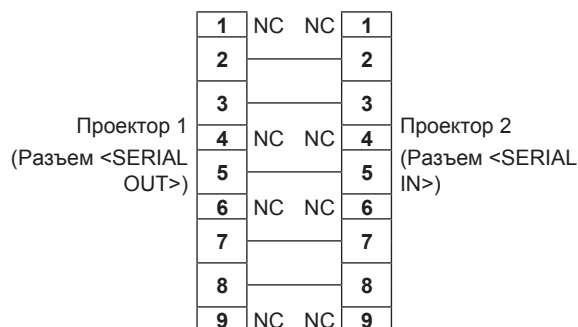 1 NC NC 1
2 2
3 3
Проектор 1
(Разъем <SERIAL
OUT>)
4 NC NC 4
5 5
Проектор 2
(Разъем <SERIAL
IN>)
6 NC NC 6
7 7
8 8
9 NC NC 9